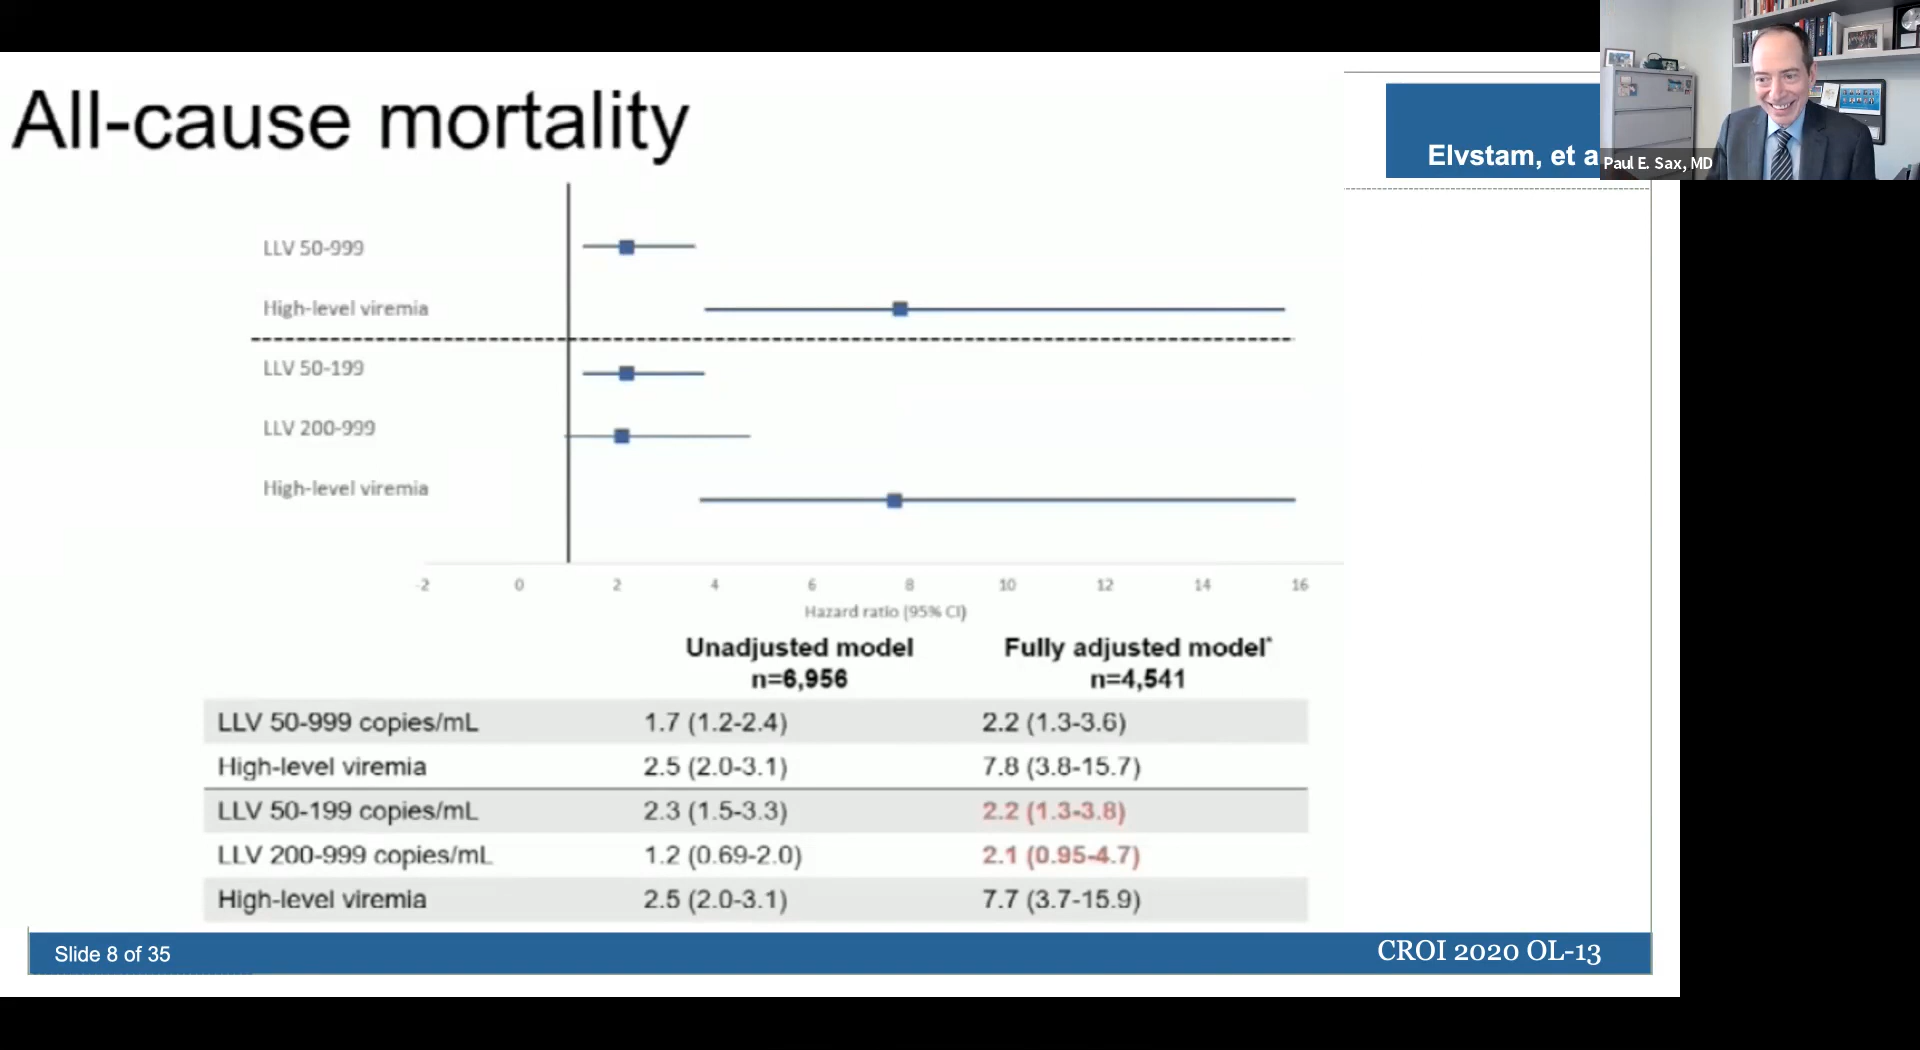 All-cause mortality
Elvstam, et a
Paul E. Sax, MD
LLV 50-999
High-level viremia
LLV 50-199
LLV 200-999
High-level viremia
-2 0 2 4 6 8 10 12 14 16
Hazard ratio (95% CI)
Unadjusted model Fully adjusted model*
n=6,956 n=4,541
LLV 50-999 copies/mL 1.7 (1.2-2.4) 2.2 (1.3-3.6)
High-level viremia 2.5 (2.0-3.1) 7.8 (3.8-15.7)
LLV 50-199 copies/mL 2.3 (1.5-3.3) 2.2 (1.3-3.8)
LLV 200-999 copies/mL 1.2 (0.69-2.0) 2.1 (0.95-4.7)
High-level viremia 2.5 (2.0-3.1) 7.7 (3.7-15.9)
Slide 8 of 35 CROI 2020 OL-13